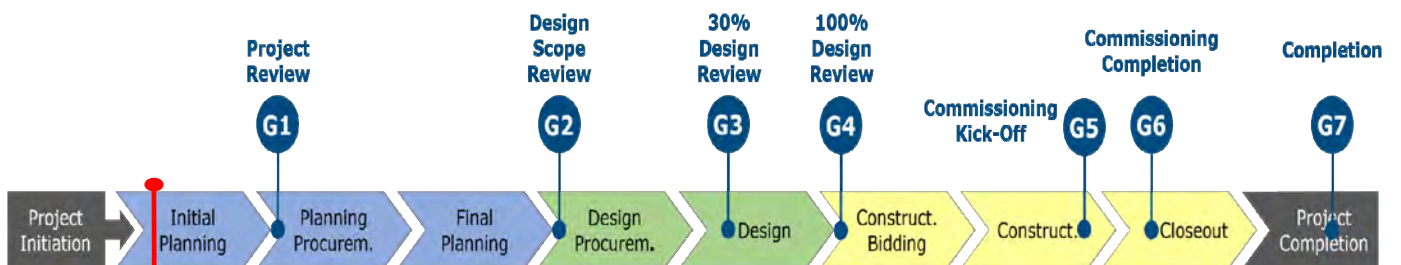 Project
Review
G1
Design
Scope
Review
G2
30%
Design
Review
G3
100%
Design
Review
G4
Commissioning
Kick-Off
G5
Commissioning
Completion
G6
Completion
G7
Project
Initiation
Initial
Planning
Planning
Procurem.
Final
Planning
Design
Procurem.
Design
Construct.
Bidding
Construct.
Closeout
Project
Completion